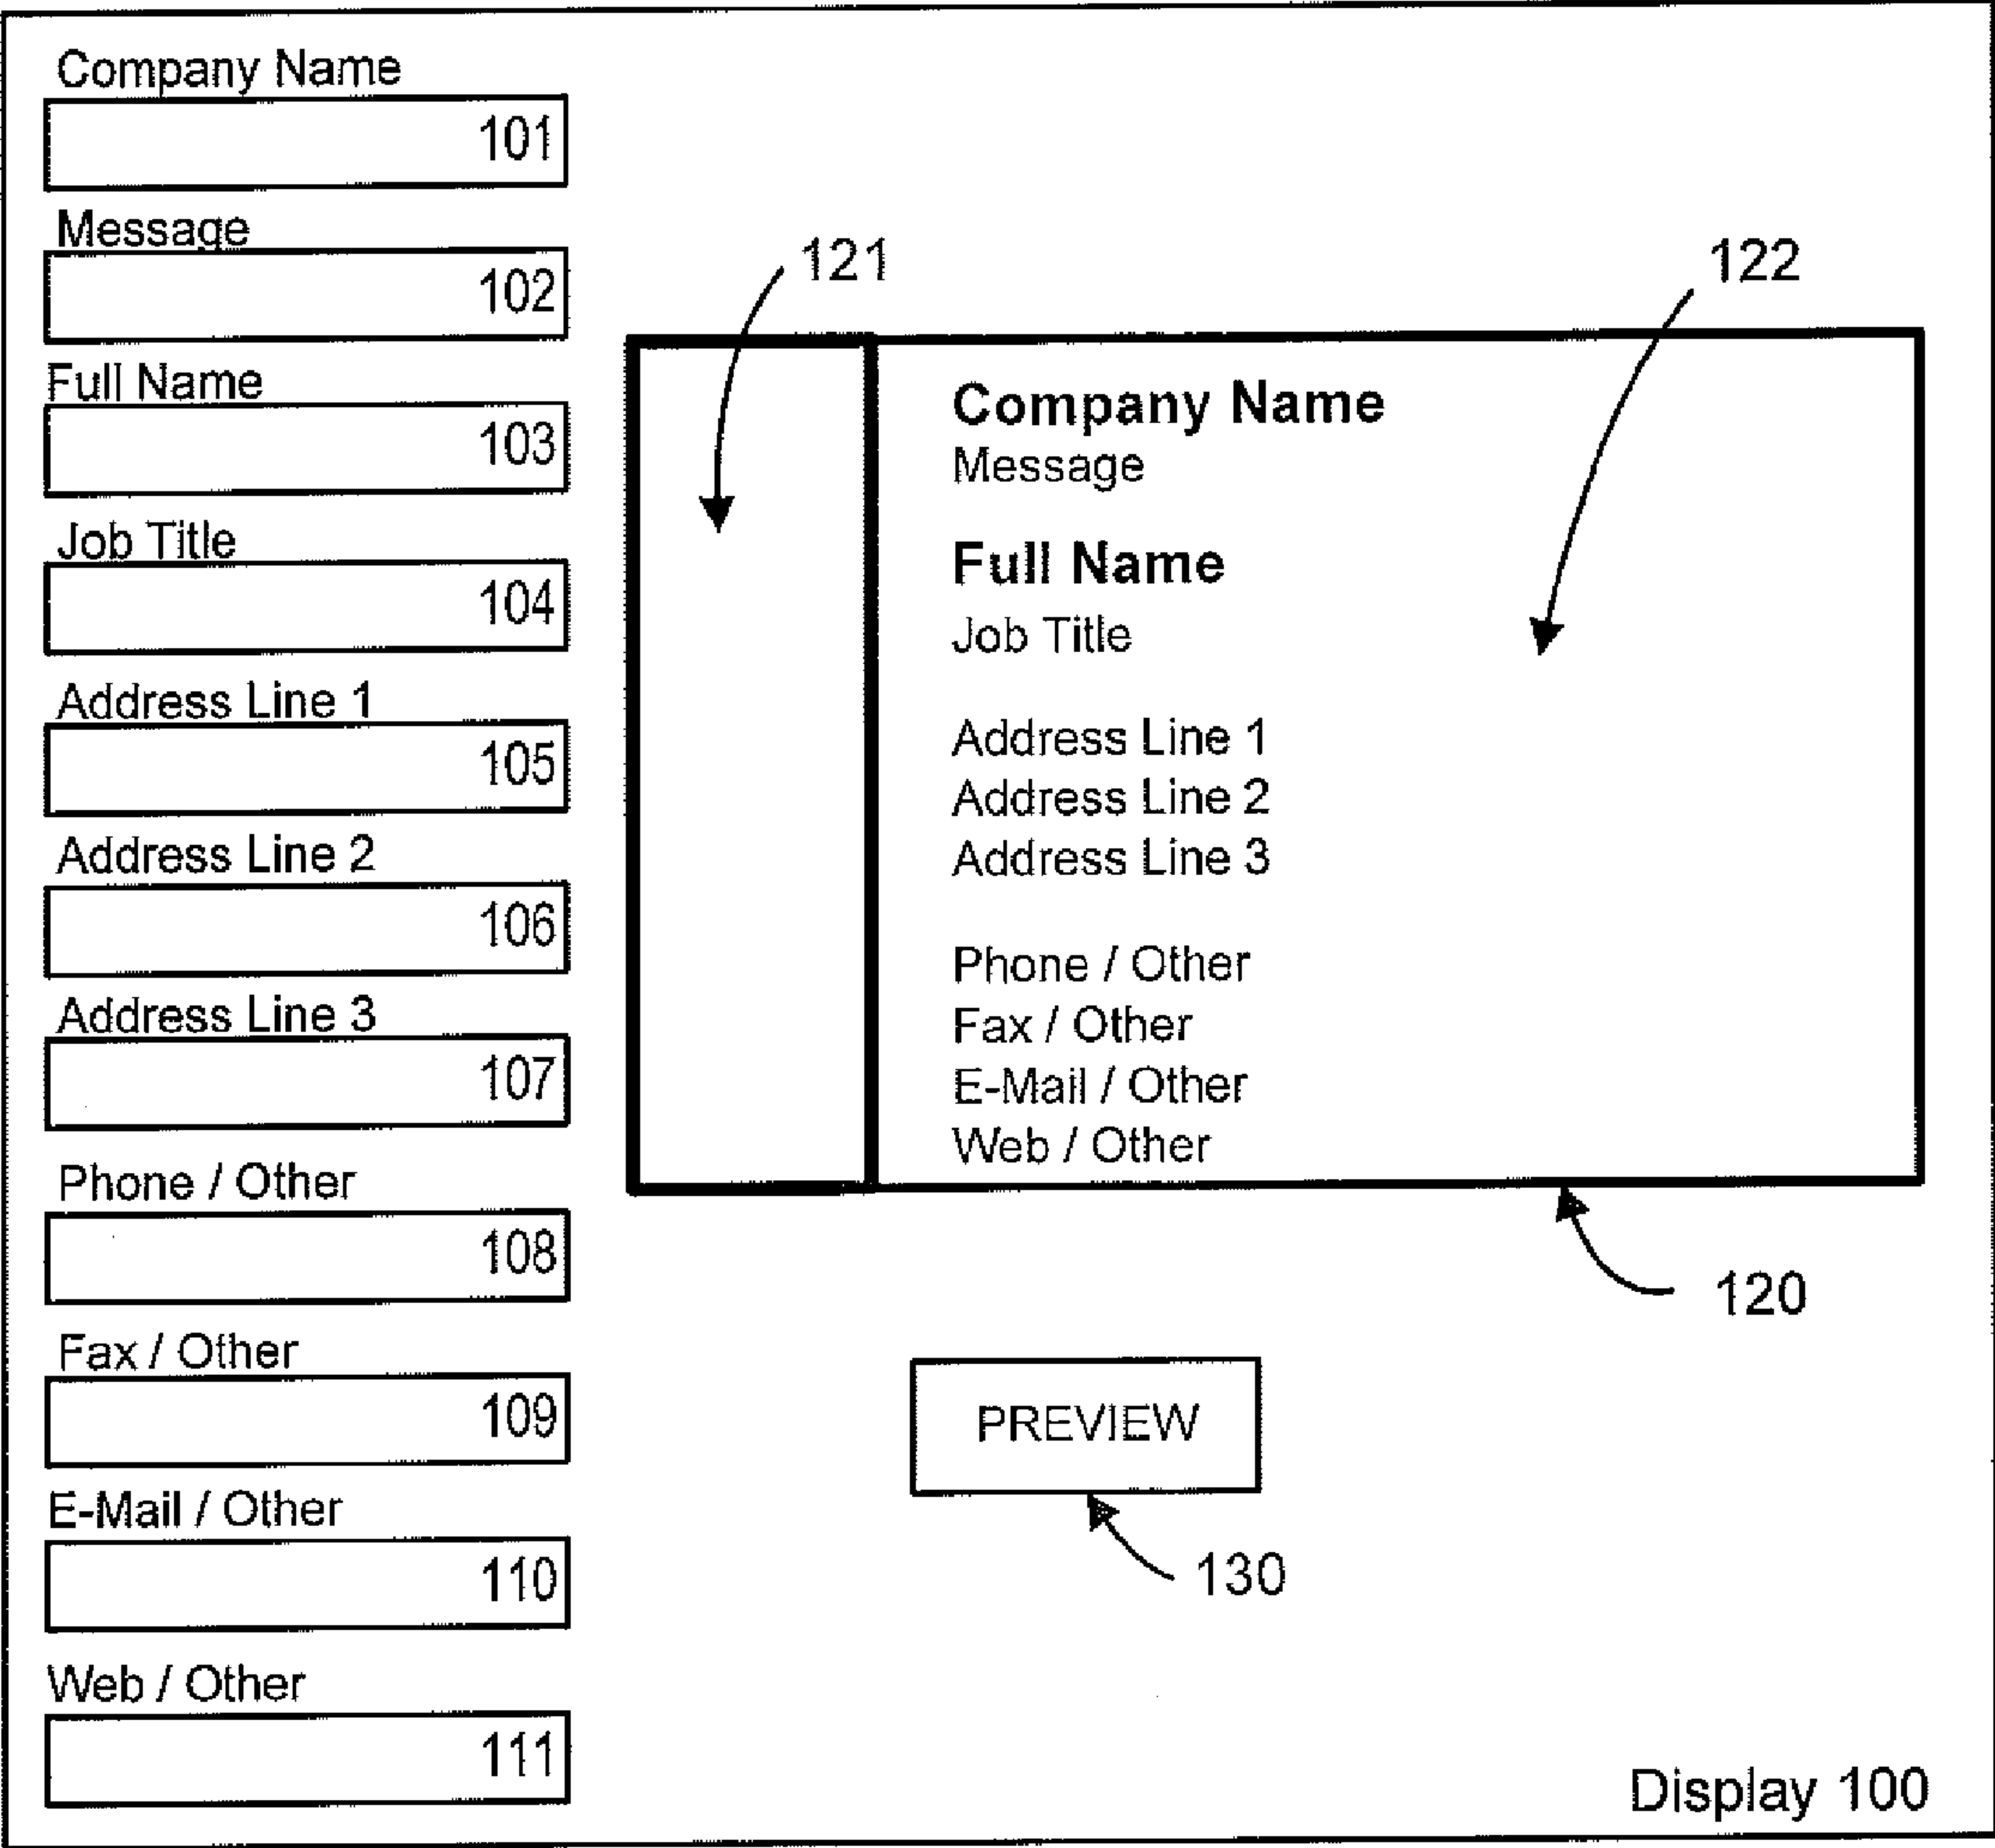 Company Name
101
Message
102
Full Name
103
Job Title
104
Address Line 1
105
Address Line 2
106
Address Line 3
107
Phone / Other
108
Fax / Other
109
E-Mail / Other
110
Web / Other
111
121
122
Company Name
Message
Full Name
Job Title
Address Line 1
Address Line 2
Address Line 3
Phone / Other
Fax / Other
E-Mail / Other
Web / Other
120
PREVIEW
130
Display 100